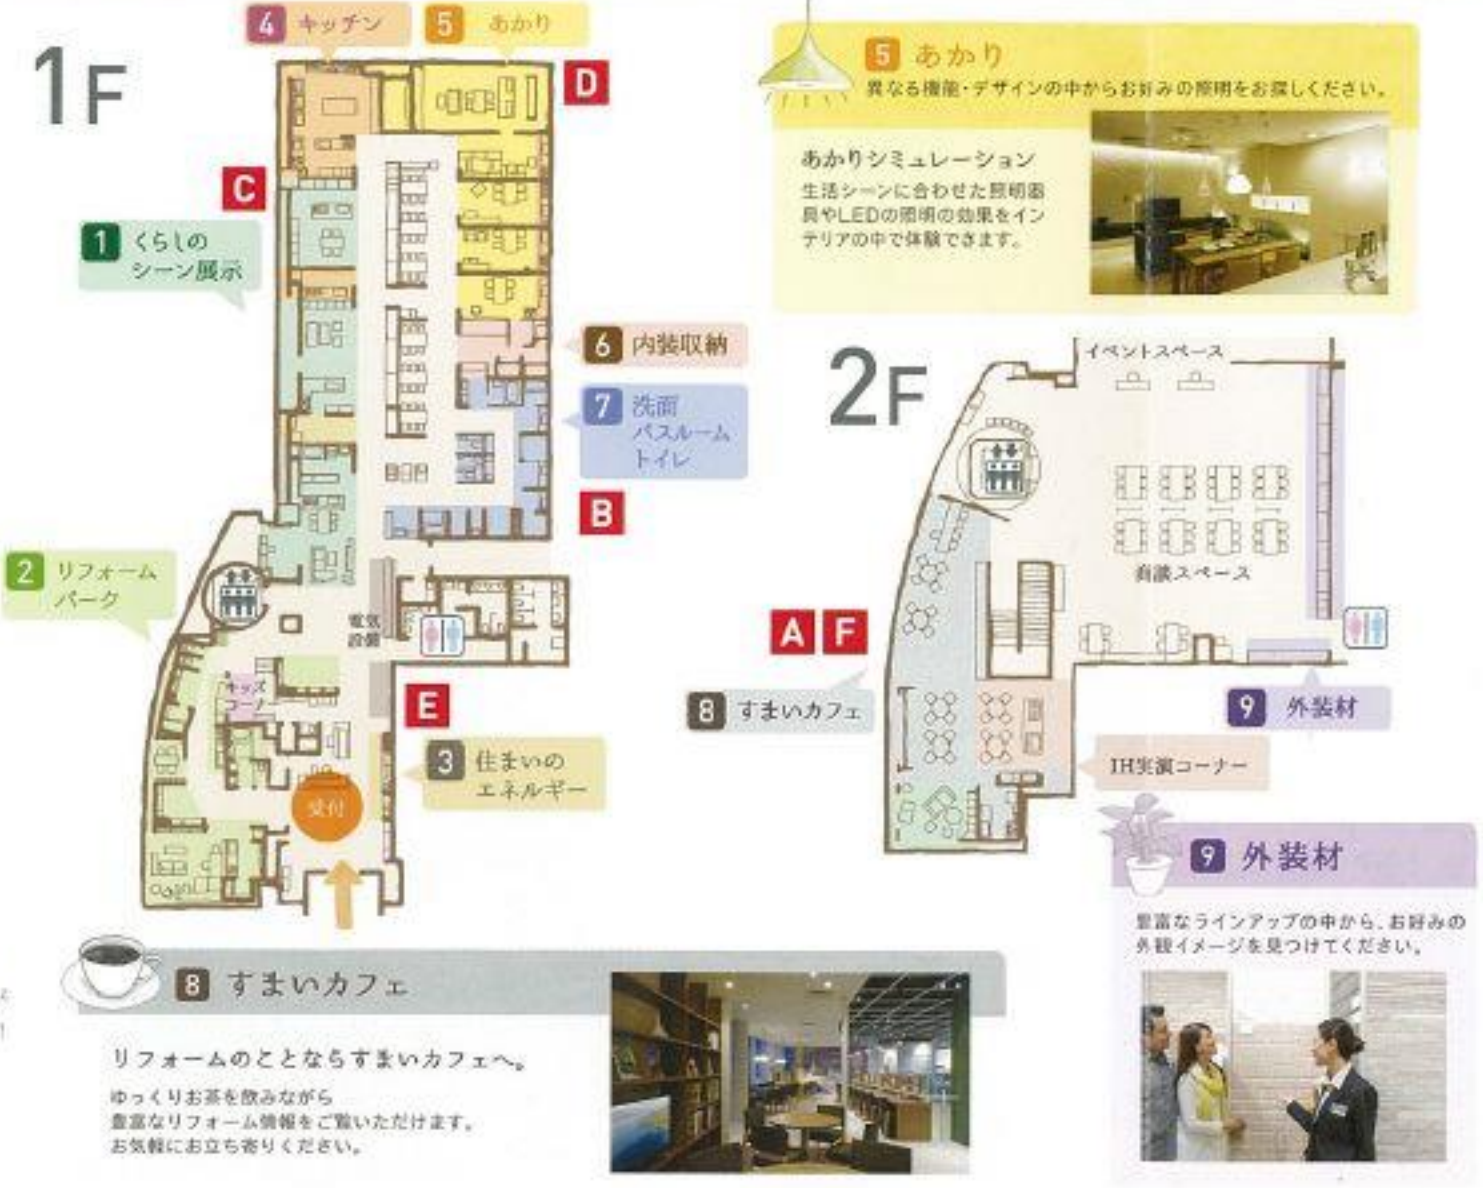 1F
4 キッチン
5 あかり
D
C
1 くらしの
シーン展示
6 内装収納
7 洗面
バスルーム
トイレ
B
2 リフォーム
パーク
電気
設備
キッズ
コーナー
E
3 住まいの
エネルギー
受付
5 あかり
異なる機能・デザインの中からお好みの照明をお探しください。
あかりシミュレーション
生活シーンに合わせた照明器
具やLEDの照明の効果をイン
テリアの中で体験できます。
2F
イベントスペース
商談スペース
A F
8 すまいカフェ
9 外装材
IH実演コーナー
9 外装材
豊富なラインアップの中から、お好みの
外観イメージを見つけてください。
8 すまいカフェ
リフォームのことならすまいカフェへ。
ゆっくりお茶を飲みながら
豊富なリフォーム情報をご覧いただけます。
お気軽にお立ち寄りください。